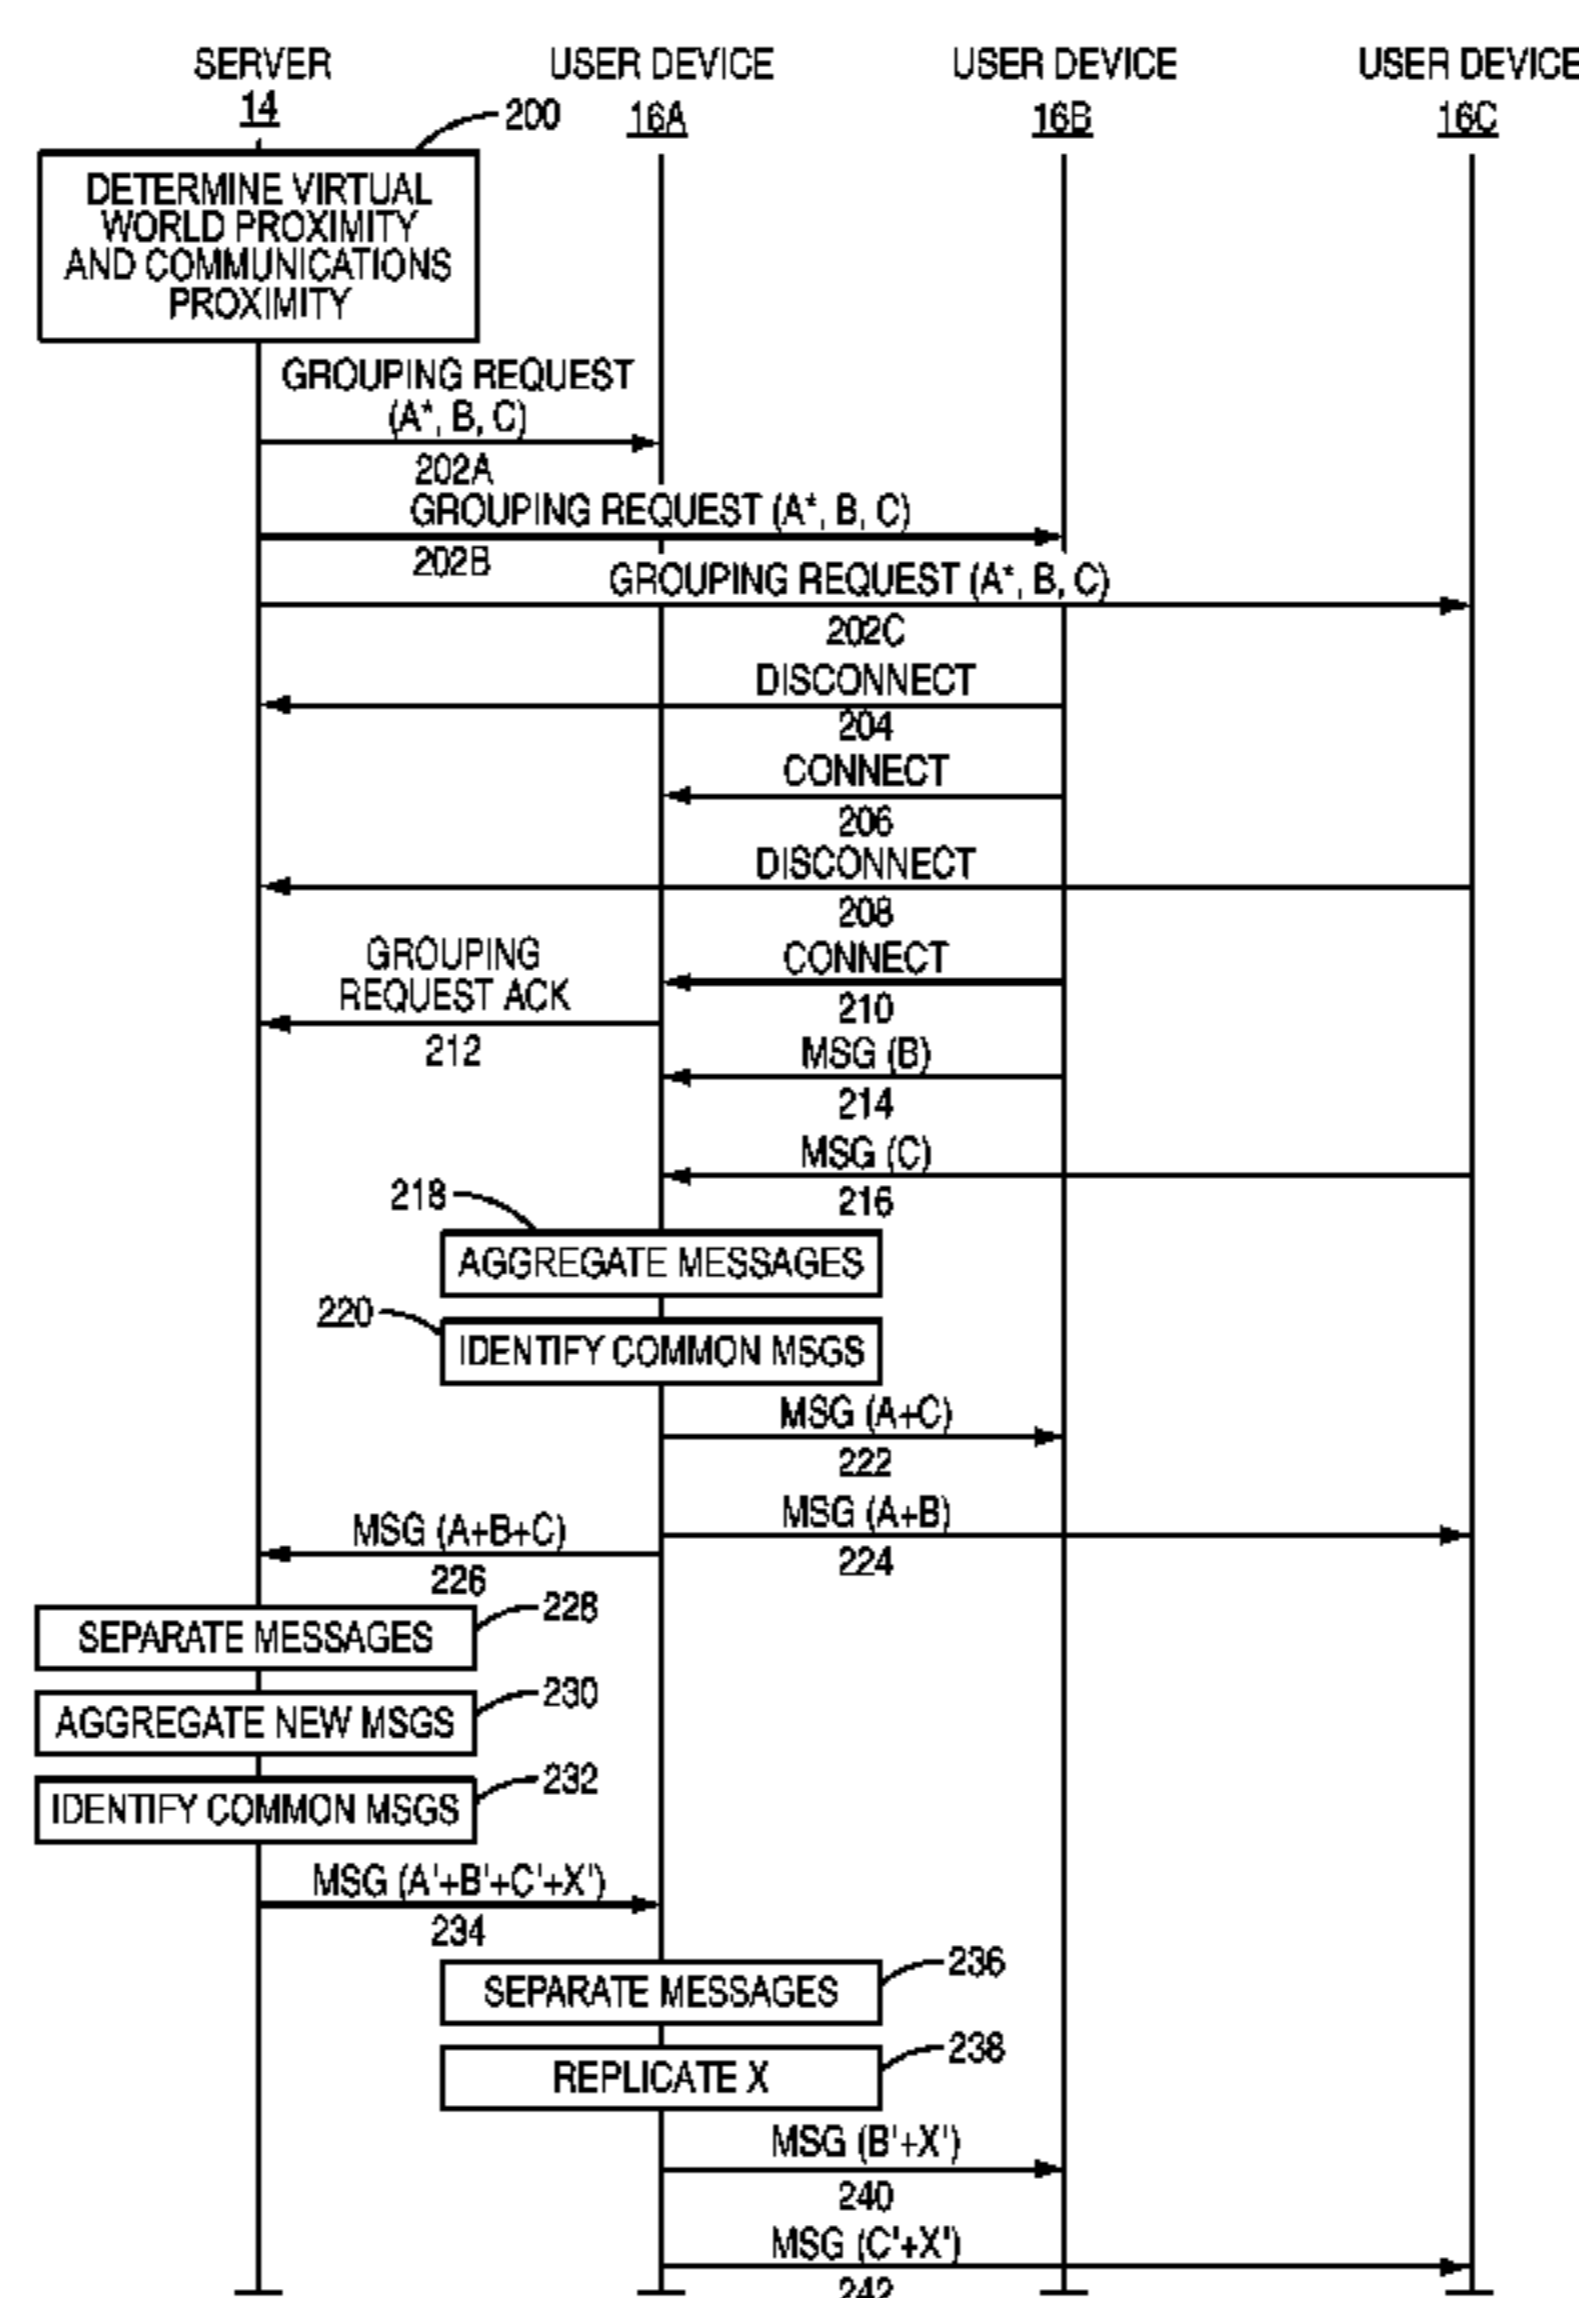 SERVER
14
USER DEVICE
16A
USER DEVICE
16B
USER DEVICE
16C
200
DETERMINE VIRTUAL
WORLD PROXIMITY
AND COMMUNICATIONS
PROXIMITY
GROUPING REQUEST
(A*, B, C)
202A
GROUPING REQUEST (A*, B, C)
202B
GROUPING REQUEST (A*, B, C)
202C
DISCONNECT
204
CONNECT
206
DISCONNECT
208
GROUPING
REQUEST ACK
212
CONNECT
210
MSG (B)
214
MSG (C)
216
218
AGGREGATE MESSAGES
220
IDENTIFY COMMON MSGS
MSG (A+C)
222
MSG (A+B)
224
MSG (A+B+C)
226
SEPARATE MESSAGES
228
AGGREGATE NEW MSGS
230
IDENTIFY COMMON MSGS
232
MSG (A'+B'+C'+X')
234
SEPARATE MESSAGES
236
REPLICATE X
238
MSG (B'+X')
240
MSG (C'+X')
242